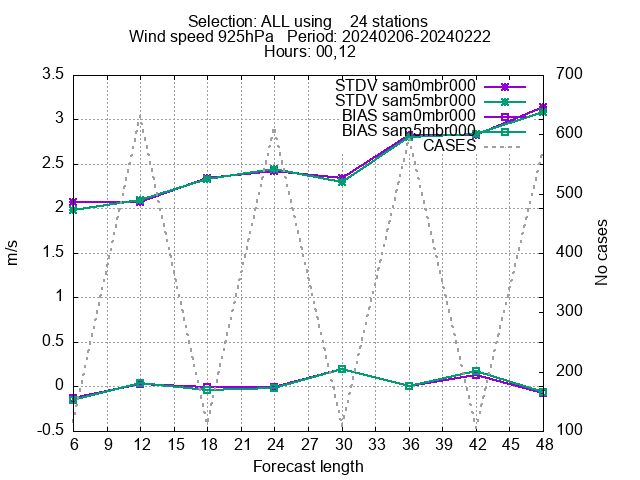 Selection: ALL using    24 stations
Wind speed 925hPa   Period: 20240206-20240222
Hours: 00,12
3.5
3
2.5
2
1.5
1
0.5
0
-0.5
m/s
STDV sam0mbr000
STDV sam5mbr000
BIAS sam0mbr000
BIAS sam5mbr000
CASES
700
600
500
400
300
200
100
No cases
6 9 12 15 18 21 24 27 30 33 36 39 42 45 48
Forecast length